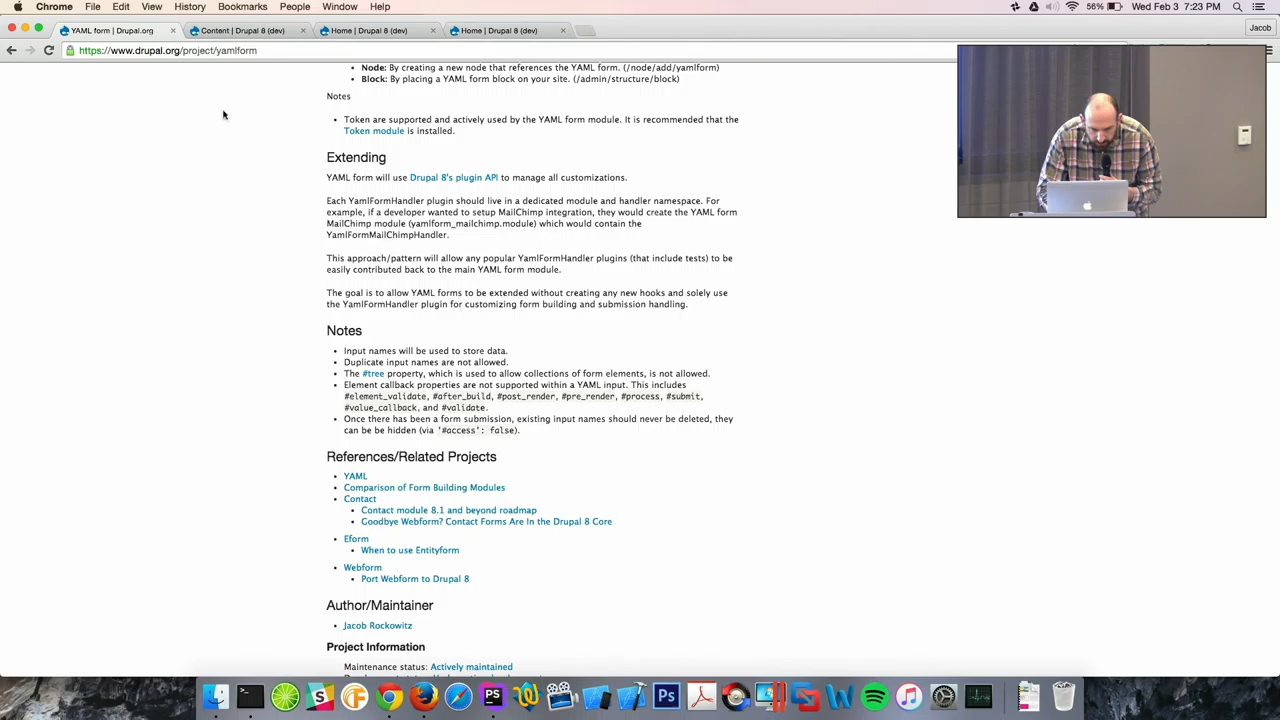 Chrome File Edit View History Bookmarks People Window Help 56% Wed Feb 3 7:23 PM
YAML form | Drupal.org Content | Drupal 8 (dev) Home | Drupal 8 (dev) Home | Drupal 8 (dev) Jacob
https://www.drupal.org/project/yamlform
• Node: By creating a new node that references the YAML form. (/node/add/yamlform)
• Block: By placing a YAML form block on your site. (/admin/structure/block)
Notes
• Token are supported and actively used by the YAML form module. It is recommended that the
Token module is installed.
Extending
YAML form will use Drupal 8's plugin API to manage all customizations.
Each YamlFormHandler plugin should live in a dedicated module and handler namespace. For
example, if a developer wanted to setup MailChimp integration, they would create the YAML form
MailChimp module (yamlform_mailchimp.module) which would contain the
YamlFormMailChimpHandler.
This approach/pattern will allow any popular YamlFormHandler plugins (that include tests) to be
easily contributed back to the main YAML form module.
The goal is to allow YAML forms to be extended without creating any new hooks and solely use
the YamlFormHandler plugin for customizing form building and submission handling.
Notes
• Input names will be used to store data.
• Duplicate input names are not allowed.
• The #tree property, which is used to allow collections of form elements, is not allowed.
• Element callback properties are not supported within a YAML input. This includes
#element_validate, #after_build, #post_render, #pre_render, #process, #submit,
#value_callback, and #validate.
• Once there has been a form submission, existing input names should never be deleted, they
can be be hidden (via '#access': false).
References/Related Projects
• YAML
• Comparison of Form Building Modules
• Contact
• Contact module 8.1 and beyond roadmap
• Goodbye Webform? Contact Forms Are In the Drupal 8 Core
• Eform
• When to use Entityform
• Webform
• Port Webform to Drupal 8
Author/Maintainer
• Jacob Rockowitz
Project Information
Maintenance status: Actively maintained